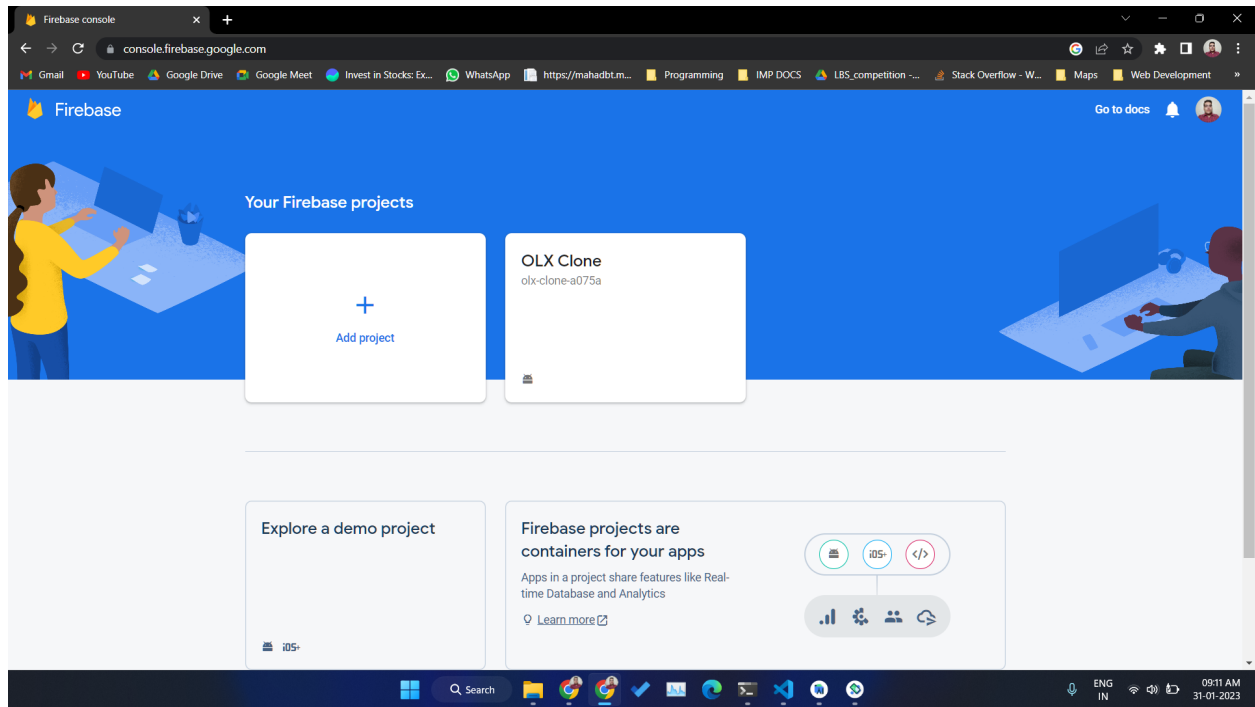 Firebase console
console.firebase.google.com
Gmail YouTube Google Drive Google Meet Invest in Stocks: Ex... WhatsApp https://mahadbt.m... Programming IMP DOCS LBS_competition -... Stack Overflow - W... Maps Web Development »
Firebase
Go to docs
Your Firebase projects
Add project
OLX Clone
olx-clone-a075a
Explore a demo project
iOS+
Firebase projects are
containers for your apps
Apps in a project share features like Real-
time Database and Analytics
Learn more
iOS+ </>
Search
ENG
IN
09:11 AM
31-01-2023